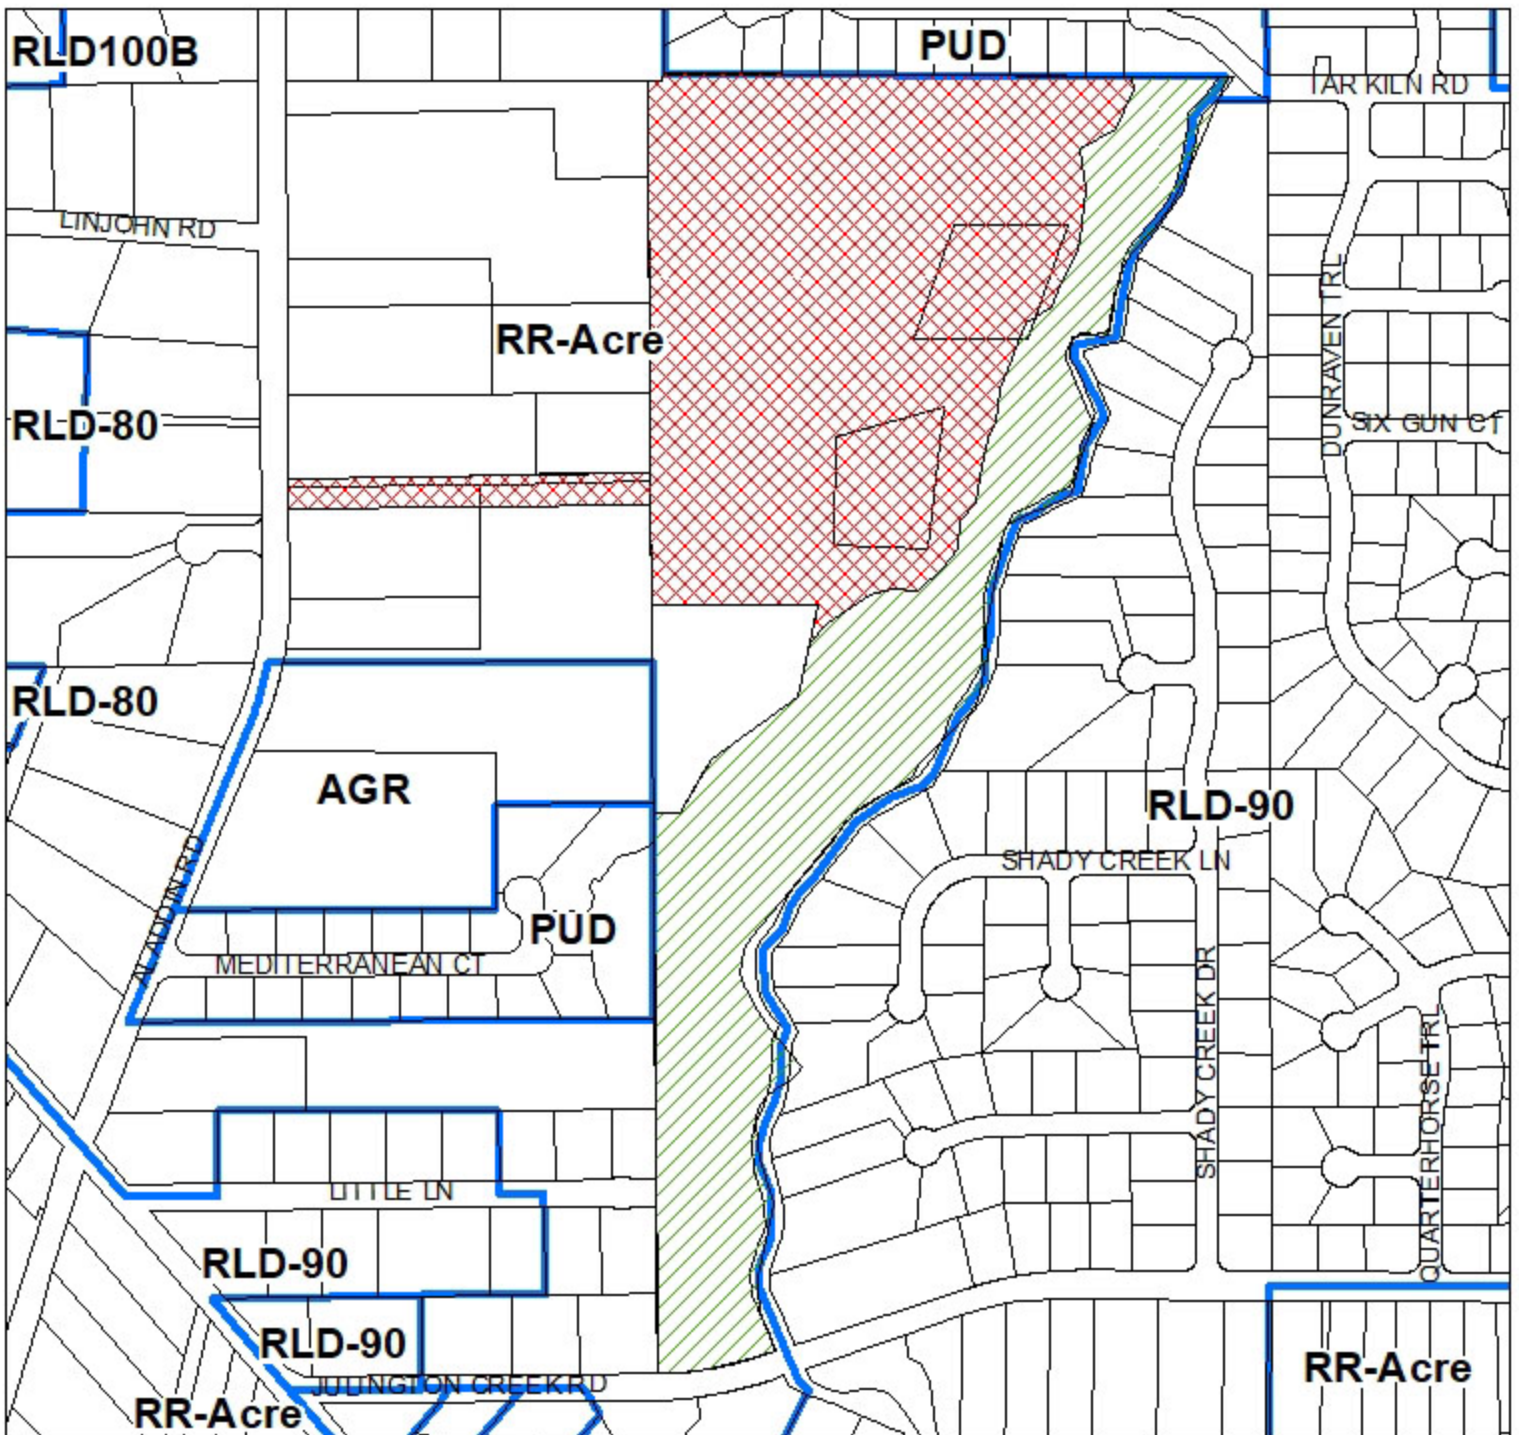 RLD100B
PUD
TAR KILN RD
LINJOHN RD
RR-Acre
DUNRAVEN TRL
RLD-80
SIX GUN CT
RLD-80
AGR
RLD-90
ALADDIN RD
SHADY CREEK LN
PUD
MEDITERRANEAN CT
SHADY CREEK DR
QUARTERHORSE TRL
LITTLE LN
RLD-90
RLD-90
RR-Acre
JULINGTON CREEK RD
RR-Acre